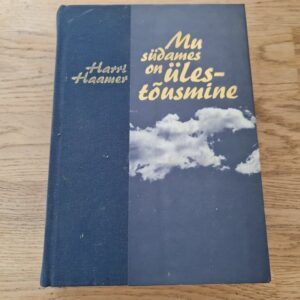 Harri
Haamer
Mu
südames
on üles-
tõusmine